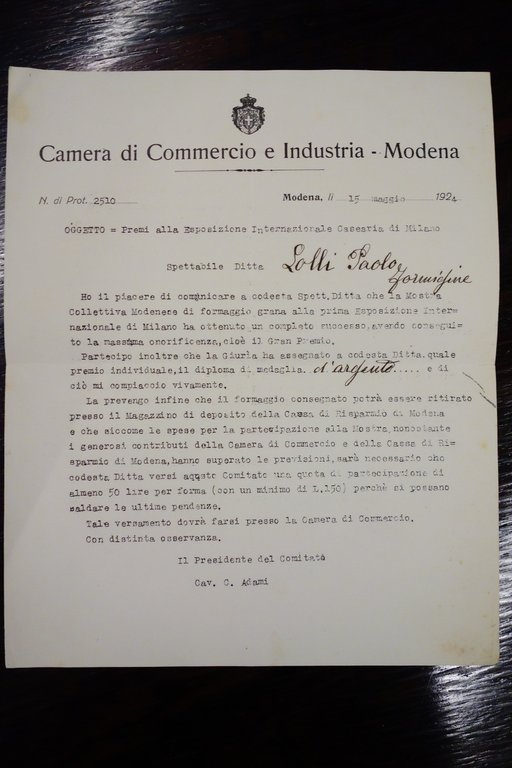 Camera di Commercio e Industria - Modena
N. di Prot. 2510 Modena, li 15 maggio 1924
OGGETTO = Premi alla Esposizione Internazionale Casearia di Milano
Spettabile Ditta Lolli Paolo
Formigine
Ho il piacere di comunicare a codesta Spett.Ditta che la Mostra
Collettiva Modenese di formaggio grana alla prima Esposizione Inter=
nazionale di Milano ha ottenuto un completo successo,avendo consegui=
to la massima onorificenza,cioè il Gran Premio.
Partecipo inoltre che la Giuria ha assegnato a codesta Ditta,quale
premio individuale,il diploma di medaglia d'argento..... e di
ciò mi compiaccio vivamente.
La prevengo infine che il formaggio consegnato potrà essere ritirato
presso il Magazzino di deposito della Cassa di Risparmio di Modena
e che siccome le spese per la partecipazione alla Mostra,nonostante
i generosi contributi della Camera di Commercio e della Cassa di Ri=
sparmio di Modena,hanno superato le previsioni,sarà necessario che
codesta Ditta versi a questo Comitato una quota di partecipazione di
almeno 50 lire per forma (con un minimo di L.150) perchè si possano
saldare le ultime pendenze.
Tale versamento dovrà farsi presso la Camera di Commercio.
Con distinta osservanza.
Il Presidente del Comitato
Cav. C. Adami